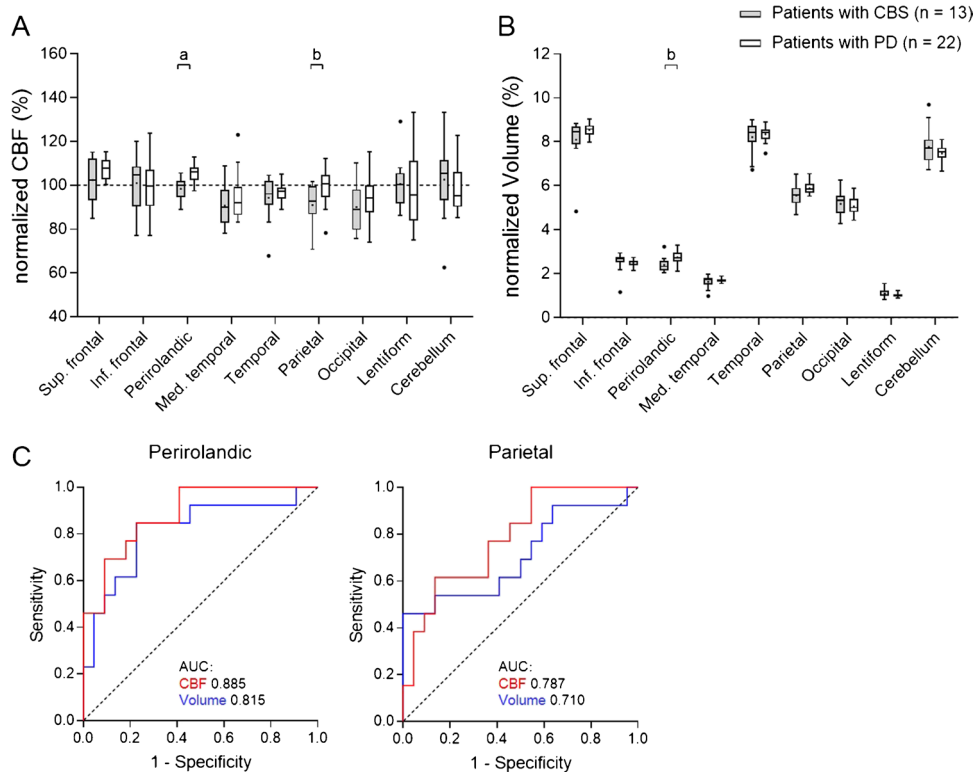 A
B
Patients with CBS (n = 13)
Patients with PD (n = 22)
normalized CBF (%)
160
140
120
100
80
60
40
a
b
Sup. frontal
Inf. frontal
Perirolandic
Med. temporal
Temporal
Parietal
Occipital
Lentiform
Cerebellum
normalized Volume (%)
12
10
8
6
4
2
0
b
Sup. frontal
Inf. frontal
Perirolandic
Med. temporal
Temporal
Parietal
Occipital
Lentiform
Cerebellum
C
Perirolandic
Sensitivity
1.0
0.8
0.6
0.4
0.2
0.0
AUC:
CBF 0.885
Volume 0.815
0.0 0.2 0.4 0.6 0.8 1.0
1 - Specificity
Parietal
Sensitivity
1.0
0.8
0.6
0.4
0.2
0.0
AUC:
CBF 0.787
Volume 0.710
0.0 0.2 0.4 0.6 0.8 1.0
1 - Specificity